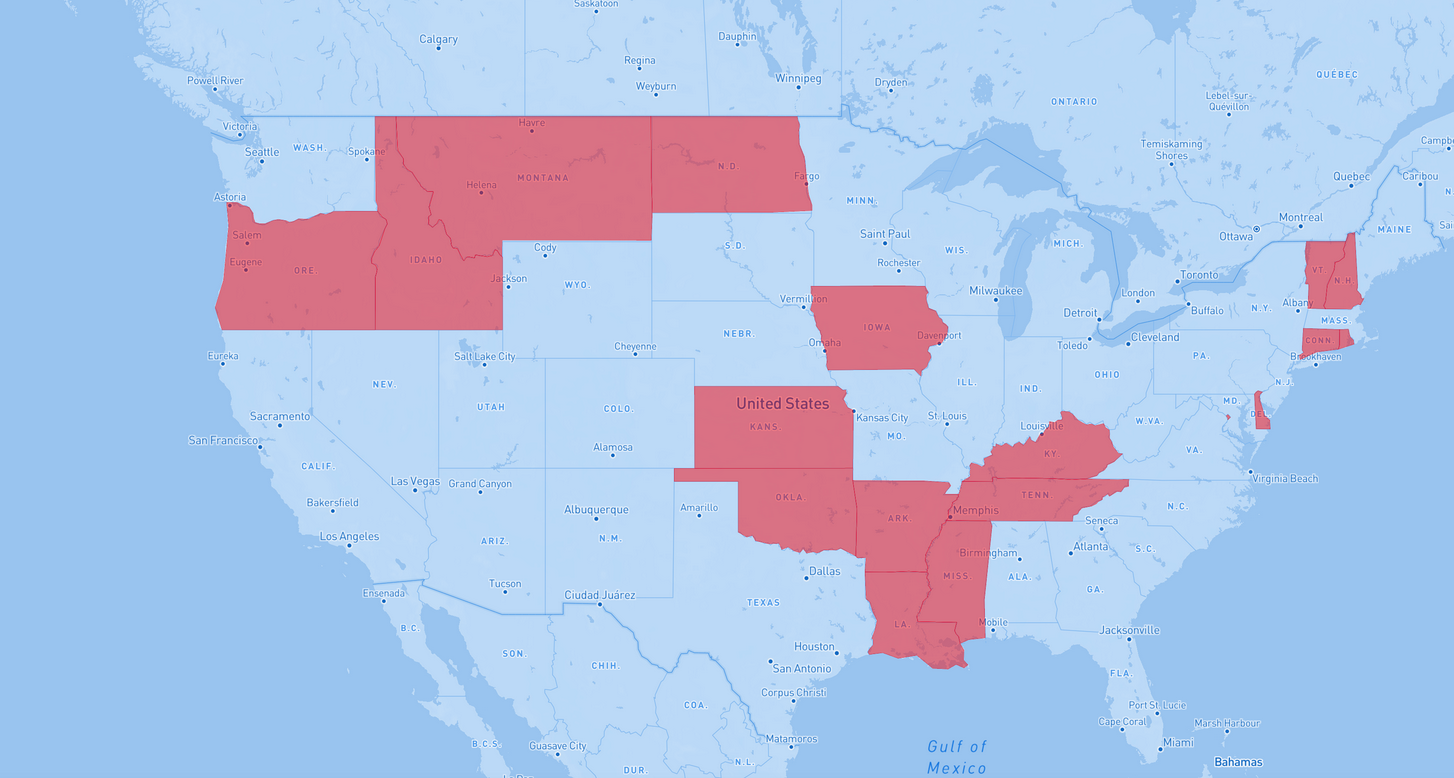 Saskatoon
Calgary
Dauphin
Regina
Weyburn
Winnipeg
Powell River
Dryden
QUÉBEC
ONTARIO
Lebel-sur-
Quévillon
Victoria
Seattle
WASH.
Spokane
Havre
Temiskaming
Shores
Campbe
MONTANA
N.D.
Fargo
Helena
Quebec
Caribou
Astoria
MINN.
Montreal
MAINE
Salem
Saint Paul
Ottawa
Eugene
ORE.
IDAHO
Cody
S.D
WIS.
MICH.
Rochester
VT.
N.H
Jackson
WYO.
Toronto
Vermillion
Milwaukee
London
Albany
N.Y.
Buffalo
Detroit
MASS.
IOWA
Davenport
NEBR.
Omaha
Toledo
Cleveland
CONN
Brookhaven
Eureka
Salt Lake City
Cheyenne
PA.
NEV.
ILL.
IND.
OHIO
N.J.
UTAH
COLO.
United States
MD.
DEL
Sacramento
KANS.
Kansas City
St. Louis
Louisville
W.VA.
San Francisco
Alamosa
MO.
KY.
VA.
CALIF.
Las Vegas
Grand Canyon
Virginia Beach
OKLA
TENN
Bakersfield
Albuquerque
Amarillo
Memphis
N.C.
Los Angeles
ARIZ.
N.M.
ARK.
Seneca
Birmingham
Atlanta
S.C.
Tucson
Dallas
MISS
ALA.
GA.
Ensenada
Ciudad Juárez
TEXAS
B.C.
LA.
Mobile
Jacksonville
SON.
CHIH.
Houston
San Antonio
FLA.
Corpus Christi
COA.
Port St. Lucie
Cape Coral
Marsh Harbour
B.C.S.
Guasave City
Matamoros
Miami
Gulf of
Mexico
N.L.
DUR.
Bahamas